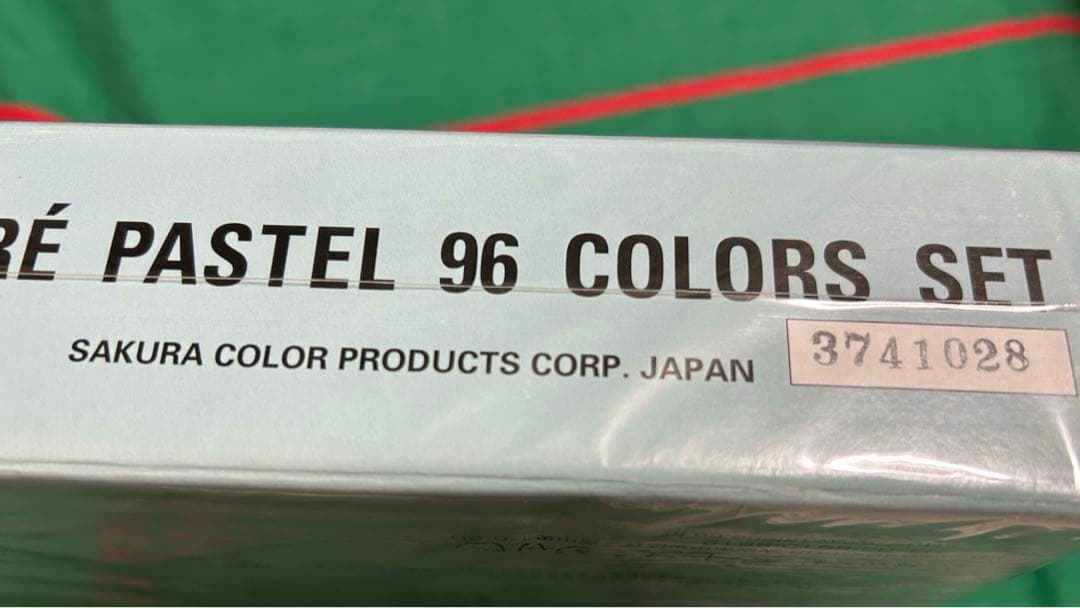 RÉ PASTEL 96 COLORS SET
SAKURA COLOR PRODUCTS CORP. JAPAN
3741028